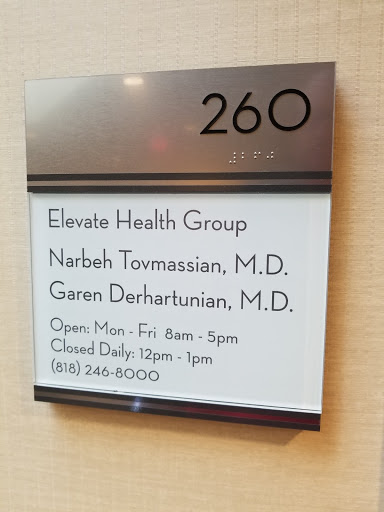 260
Elevate Health Group
Narbeh Tovmassian, M.D.
Garen Derhartunian, M.D.
Open: Mon - Fri 8am - 5pm
Closed Daily: 12pm - 1pm
(818) 246-8000